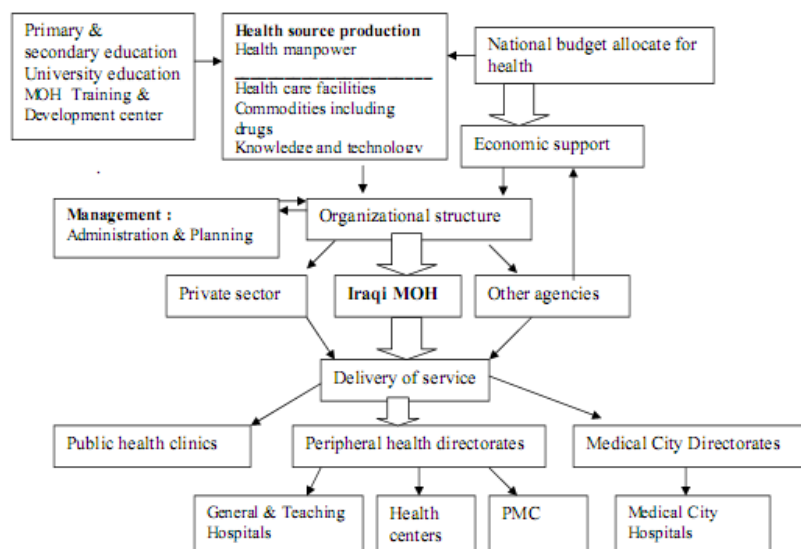 Primary &
secondary education
University education
MOH Training &
Development center
Health source production
Health manpower
Health care facilities
Commodities including
drugs
Knowledge and technology
National budget allocate for
health
Economic support
Management :
Administration & Planning
Organizational structure
Private sector
Iraqi MOH
Other agencies
Delivery of service
Public health clinics
Peripheral health directorates
Medical City Directorates
General & Teaching
Hospitals
Health
centers
PMC
Medical City
Hospitals